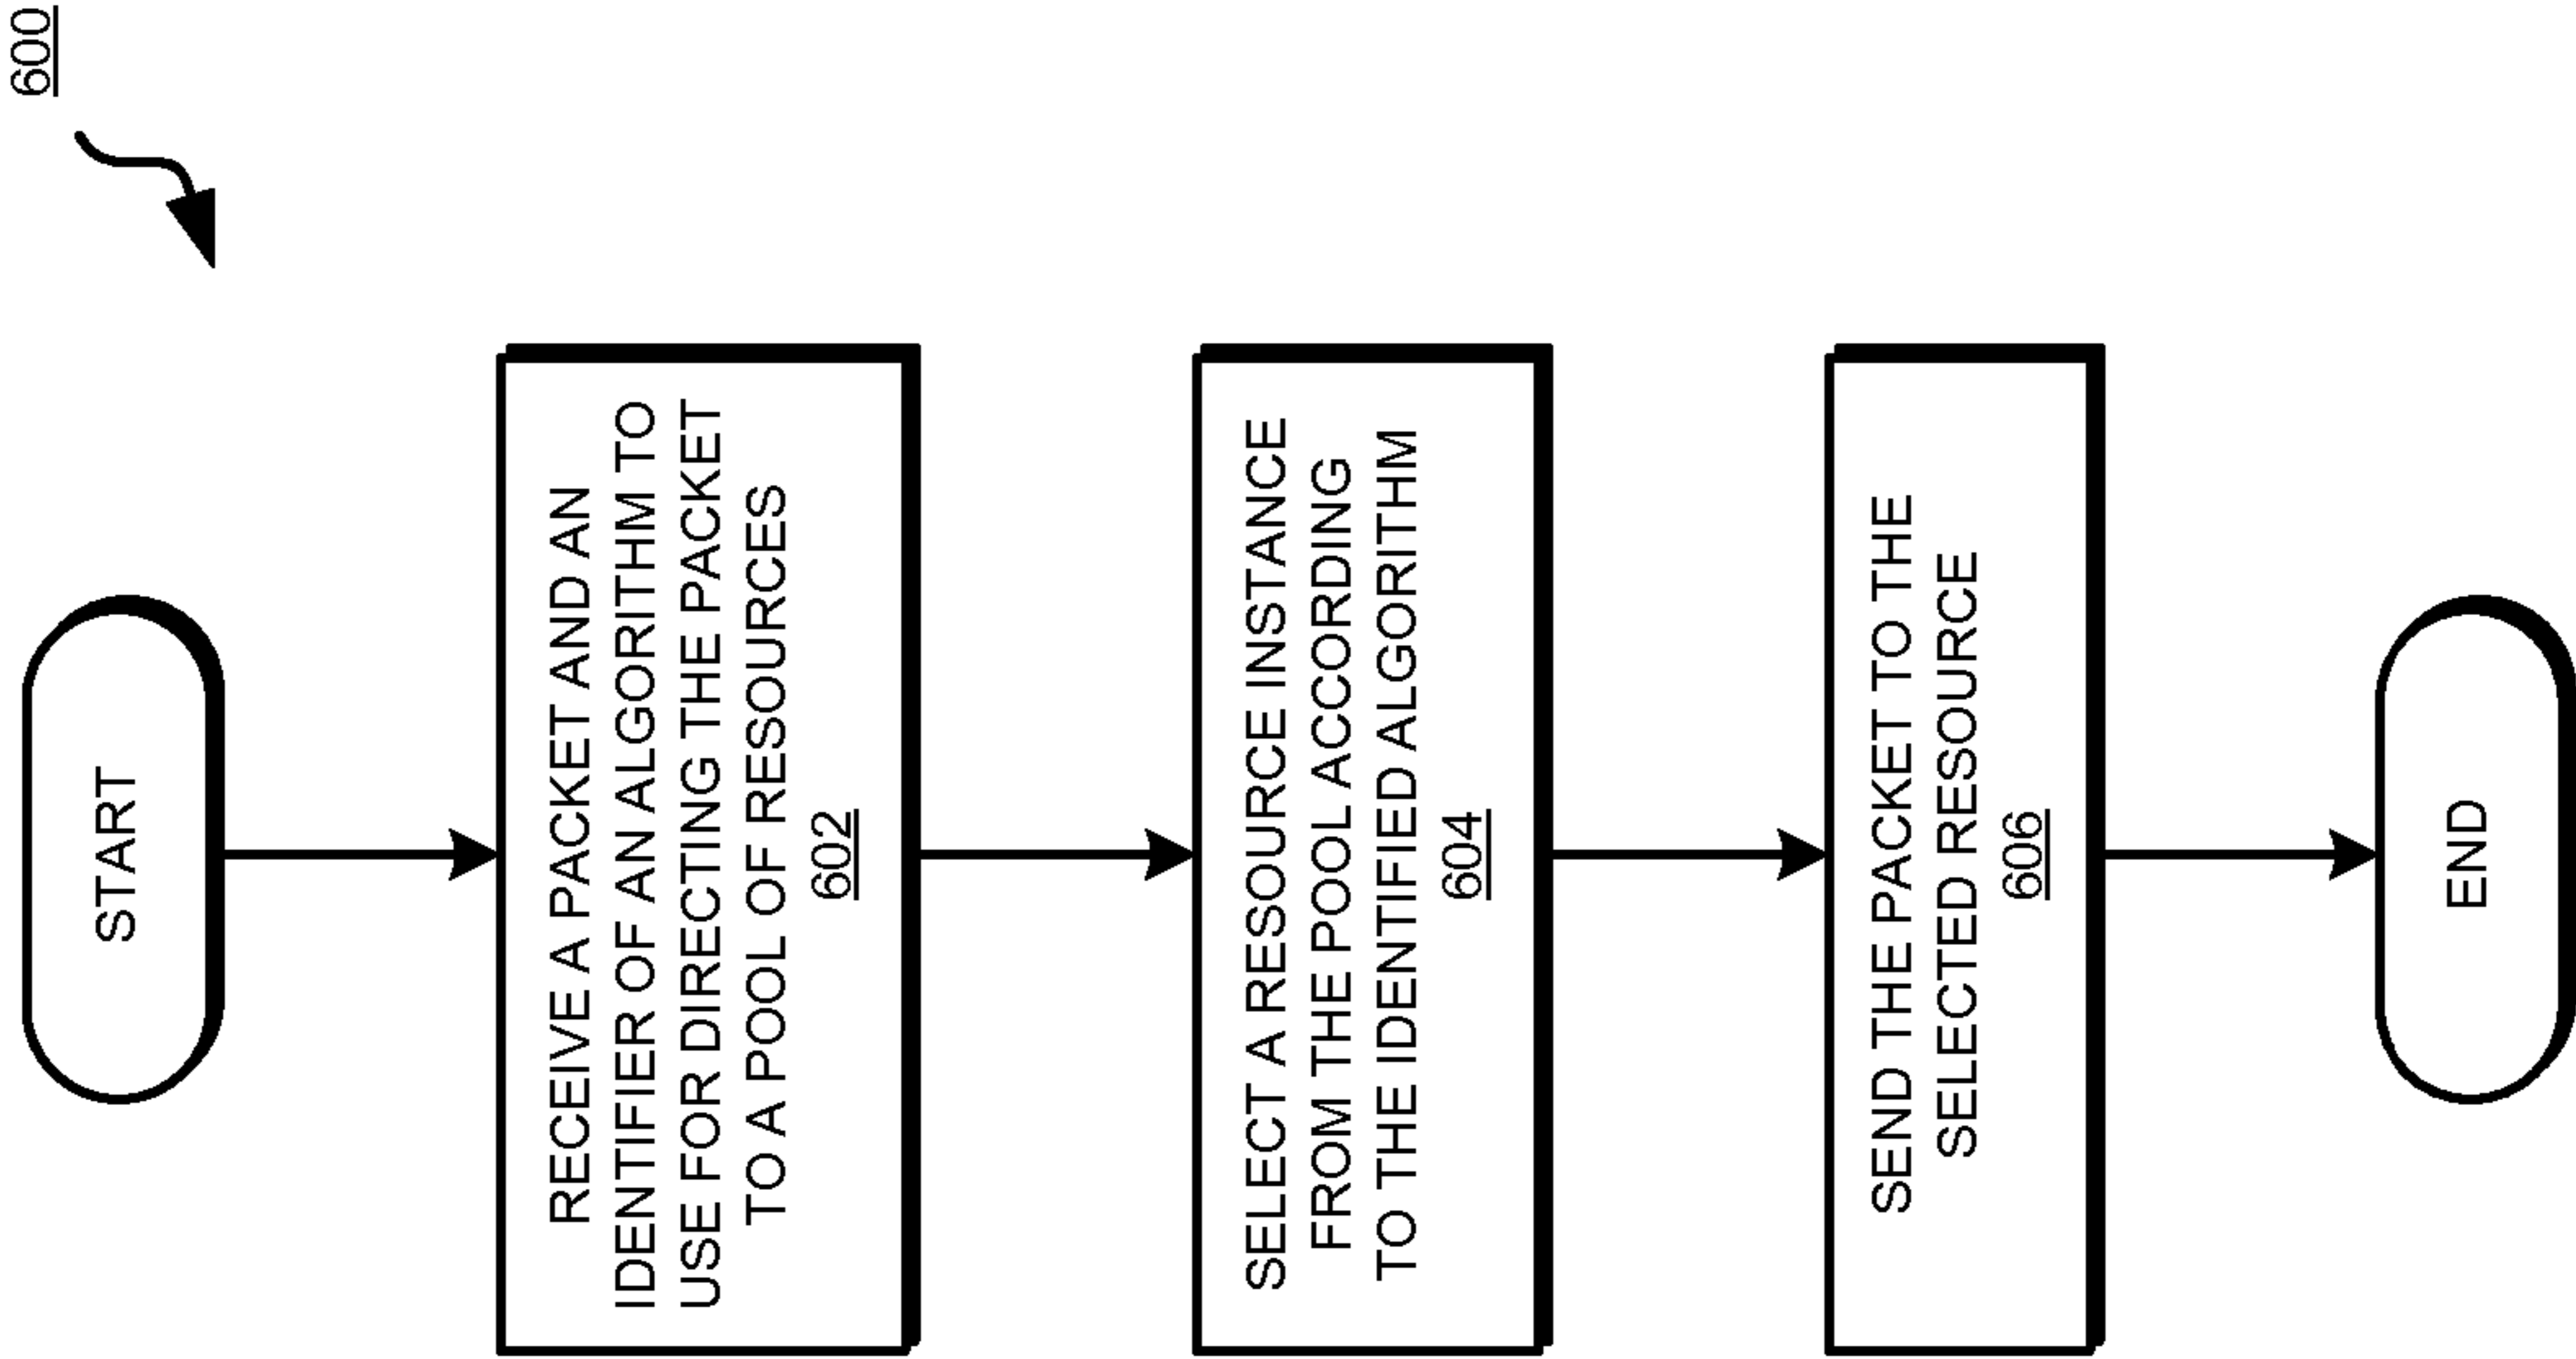 600
START
RECEIVE A PACKET AND AN
IDENTIFIER OF AN ALGORITHM TO
USE FOR DIRECTING THE PACKET
TO A POOL OF RESOURCES
602
SELECT A RESOURCE INSTANCE
FROM THE POOL ACCORDING
TO THE IDENTIFIED ALGORITHM
604
SEND THE PACKET TO THE
SELECTED RESOURCE
606
END